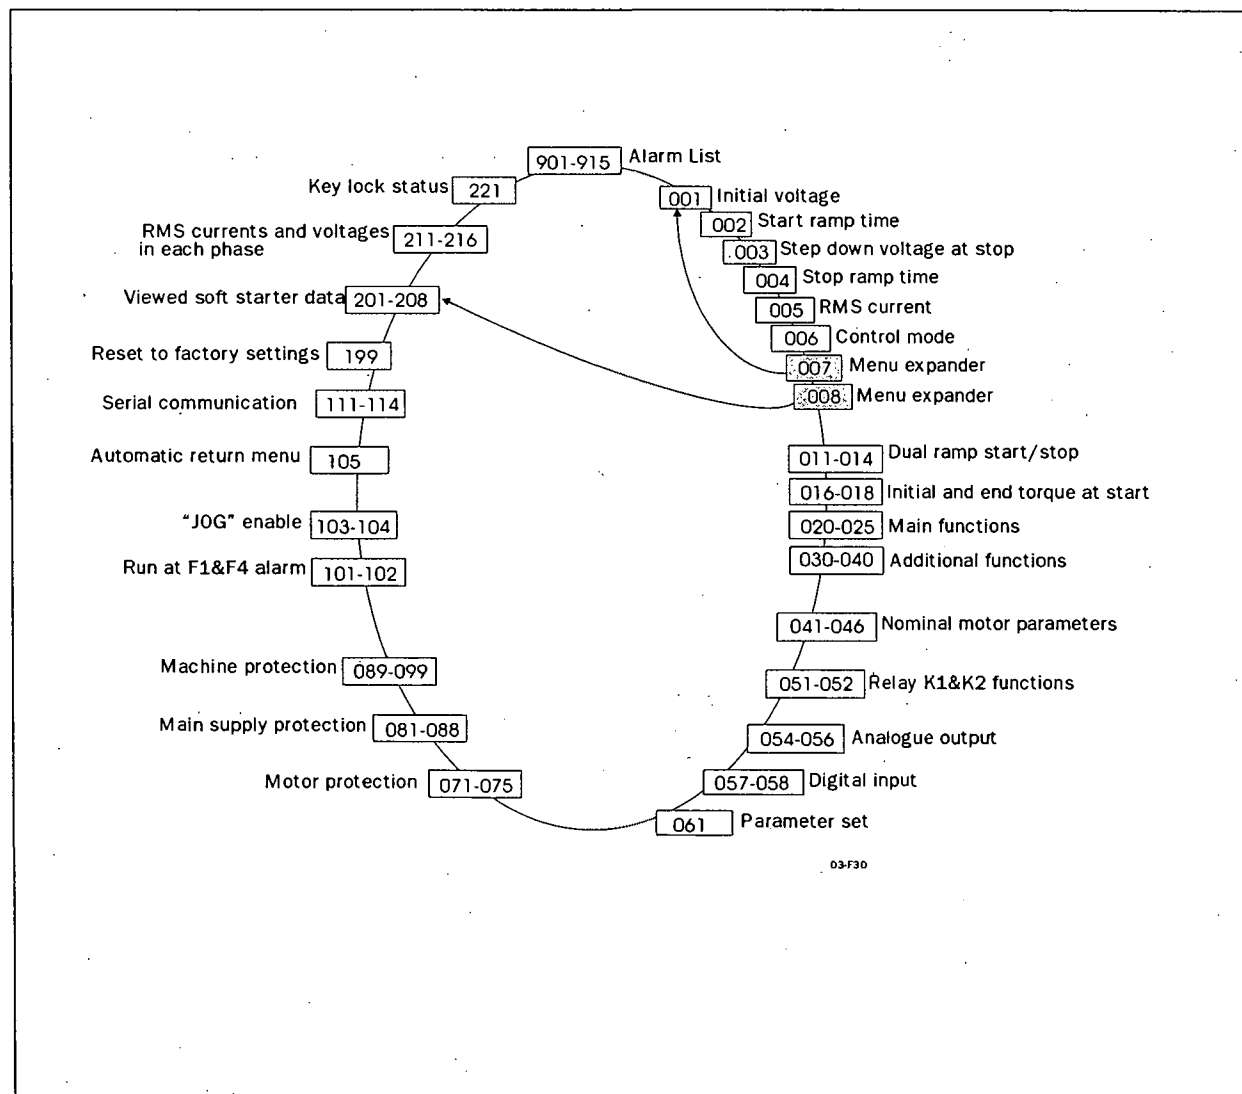 901-915 Alarm List
221 Key lock status
001 Initial voltage
002 Start ramp time
RMS currents and voltages
in each phase
211-216
003 Step down voltage at stop
004 Stop ramp time
Viewed soft starter data 201-208
005 RMS current
006 Control mode
Reset to factory settings 199
007 Menu expander
008 Menu expander
Serial communication 111-114
Automatic return menu 105
011-014 Dual ramp start/stop
016-018 Initial and end torque at start
"JOG" enable 103-104
020-025 Main functions
Run at F1&F4 alarm 101-102
030-040 Additional functions
041-046 Nominal motor parameters
Machine protection 089-099
051-052 Relay K1&K2 functions
Main supply protection 081-088
054-056 Analogue output
Motor protection 071-075
057-058 Digital input
061 Parameter set
03-F30